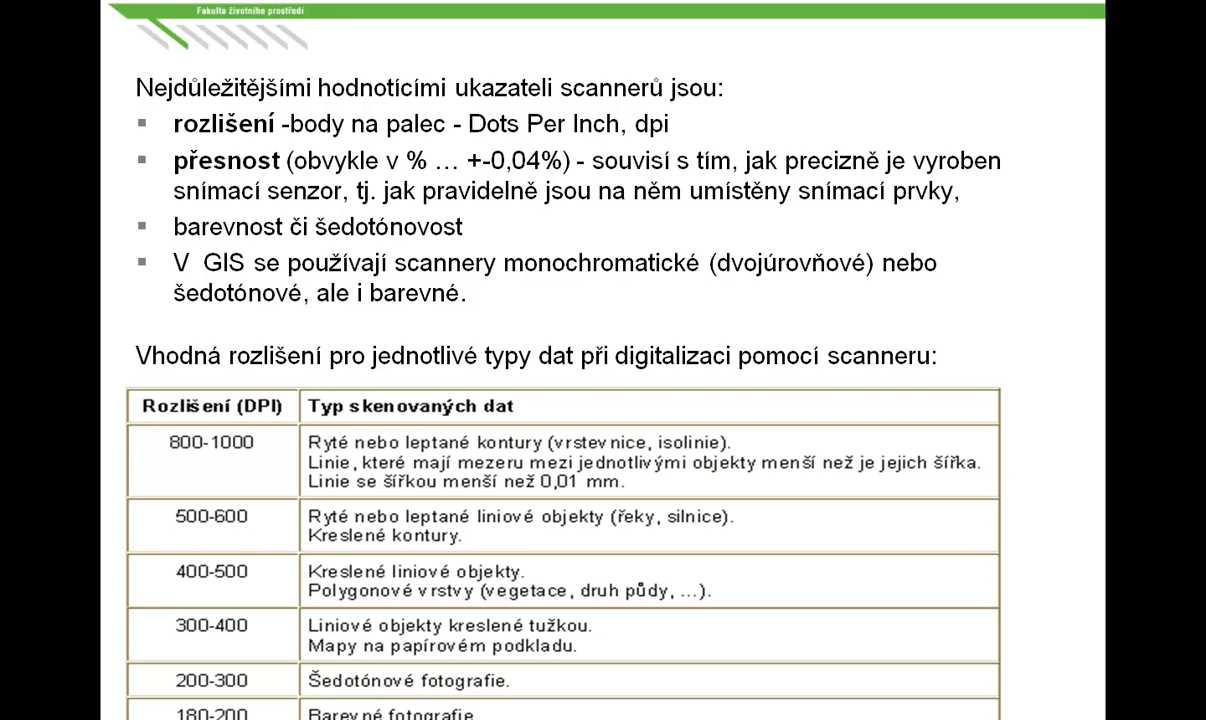 Fakulta životního prostředí
Nejdůležitějšími hodnotícími ukazateli scannerů jsou:
rozlišení -body na palec - Dots Per Inch, dpi
přesnost (obvykle v % … +-0,04%) - souvisí s tím, jak precizně je vyroben
snímací senzor, tj. jak pravidelně jsou na něm umístěny snímací prvky,
barevnost či šedotónovost
V GIS se používají scannery monochromatické (dvojúrovňové) nebo
šedotónové, ale i barevné.
Vhodná rozlišení pro jednotlivé typy dat při digitalizaci pomocí scanneru:
Rozlišení (DPI) Typ skenovaných dat
800-1000 Ryté nebo leptané kontury (vrstevnice, isolinie).
Linie, které mají mezeru mezi jednotlivými objekty menší než je jejich šířka.
Linie se šířkou menší než 0,01 mm.
500-600 Ryté nebo leptané liniové objekty (řeky, silnice).
Kreslené kontury.
400-500 Kreslené liniové objekty.
Polygonové vrstvy (vegetace, druh půdy, ...).
300-400 Liniové objekty kreslené tužkou.
Mapy na papírovém podkladu.
200-300 Šedotónové fotografie.
180-200 Barevné fotografie